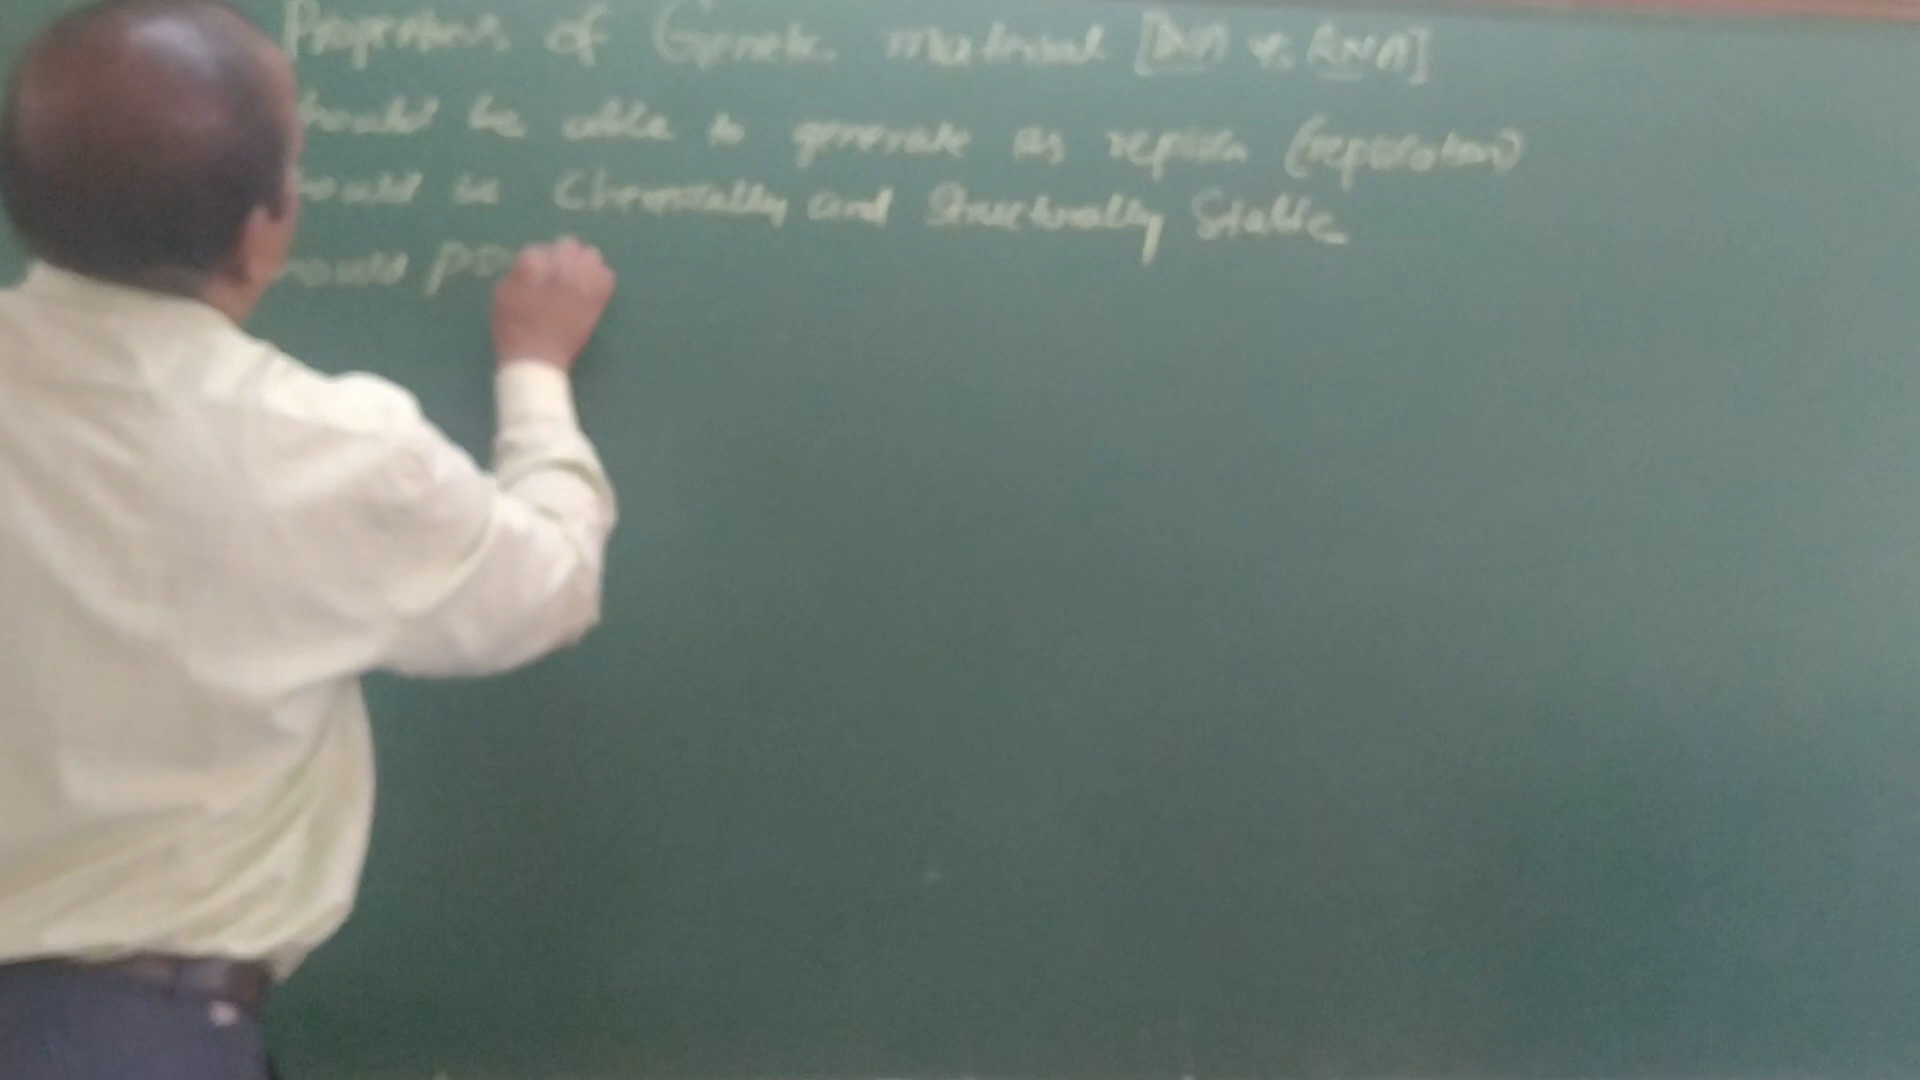 Properties of Genetic material [DNA Vs RNA]
should be able to generate its replica (replication)
should be Chemically and Structurally Stable
should po